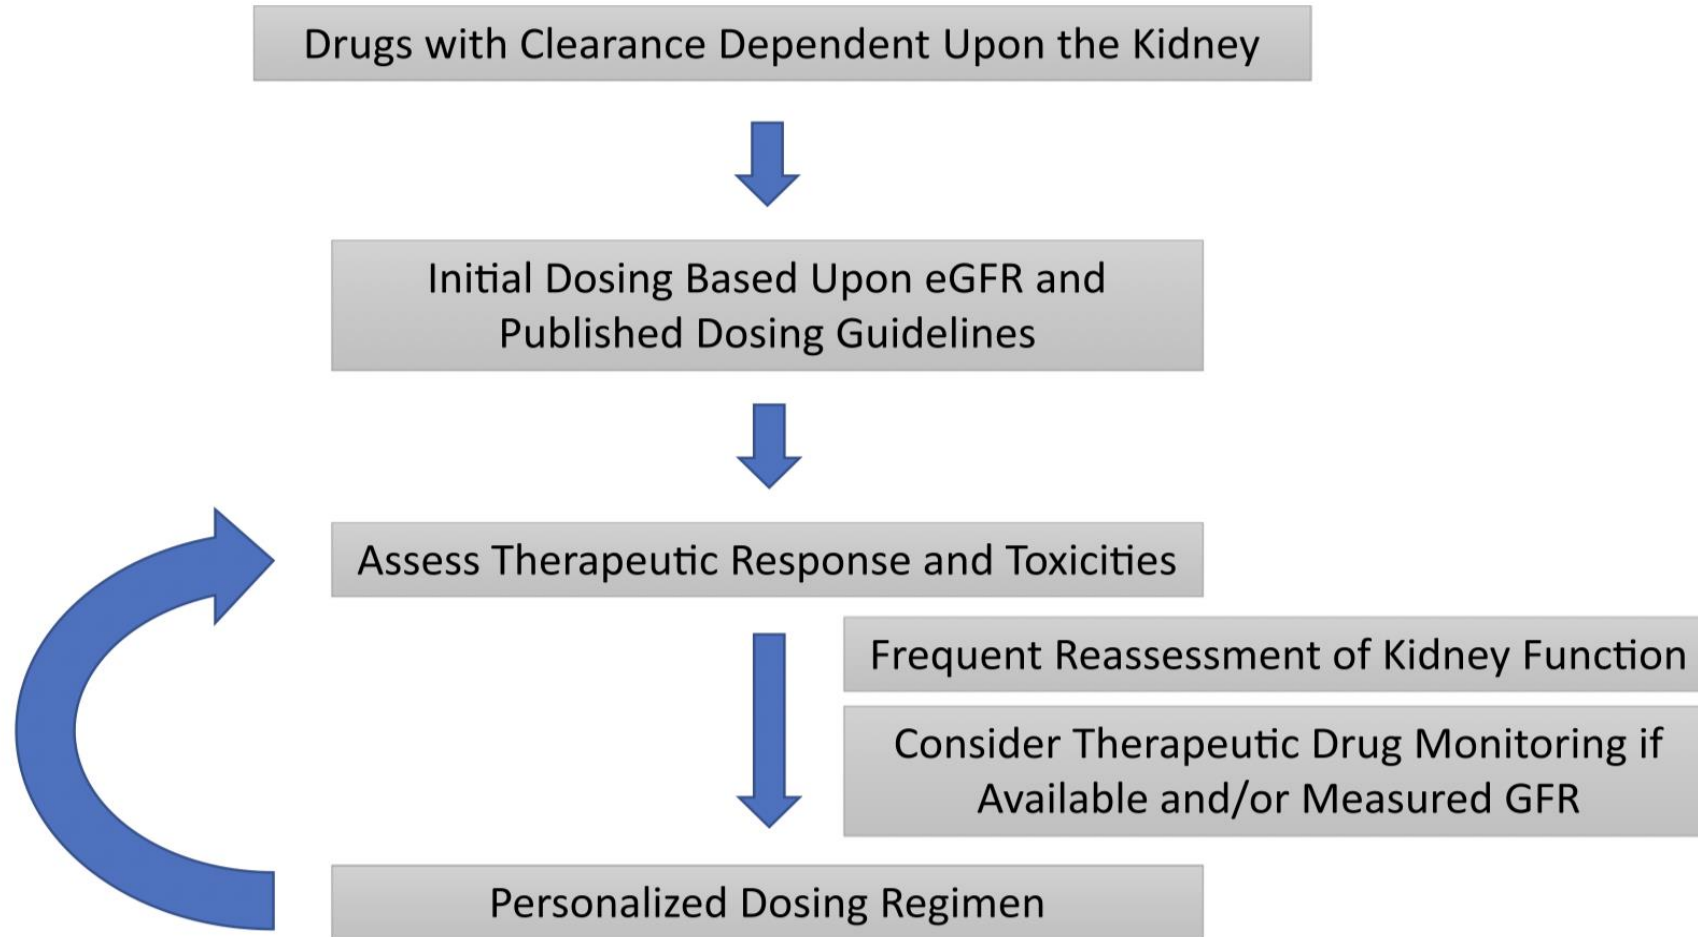 Drugs with Clearance Dependent Upon the Kidney
Initial Dosing Based Upon eGFR and
Published Dosing Guidelines
Assess Therapeutic Response and Toxicities
Frequent Reassessment of Kidney Function
Consider Therapeutic Drug Monitoring if
Available and/or Measured GFR
Personalized Dosing Regimen